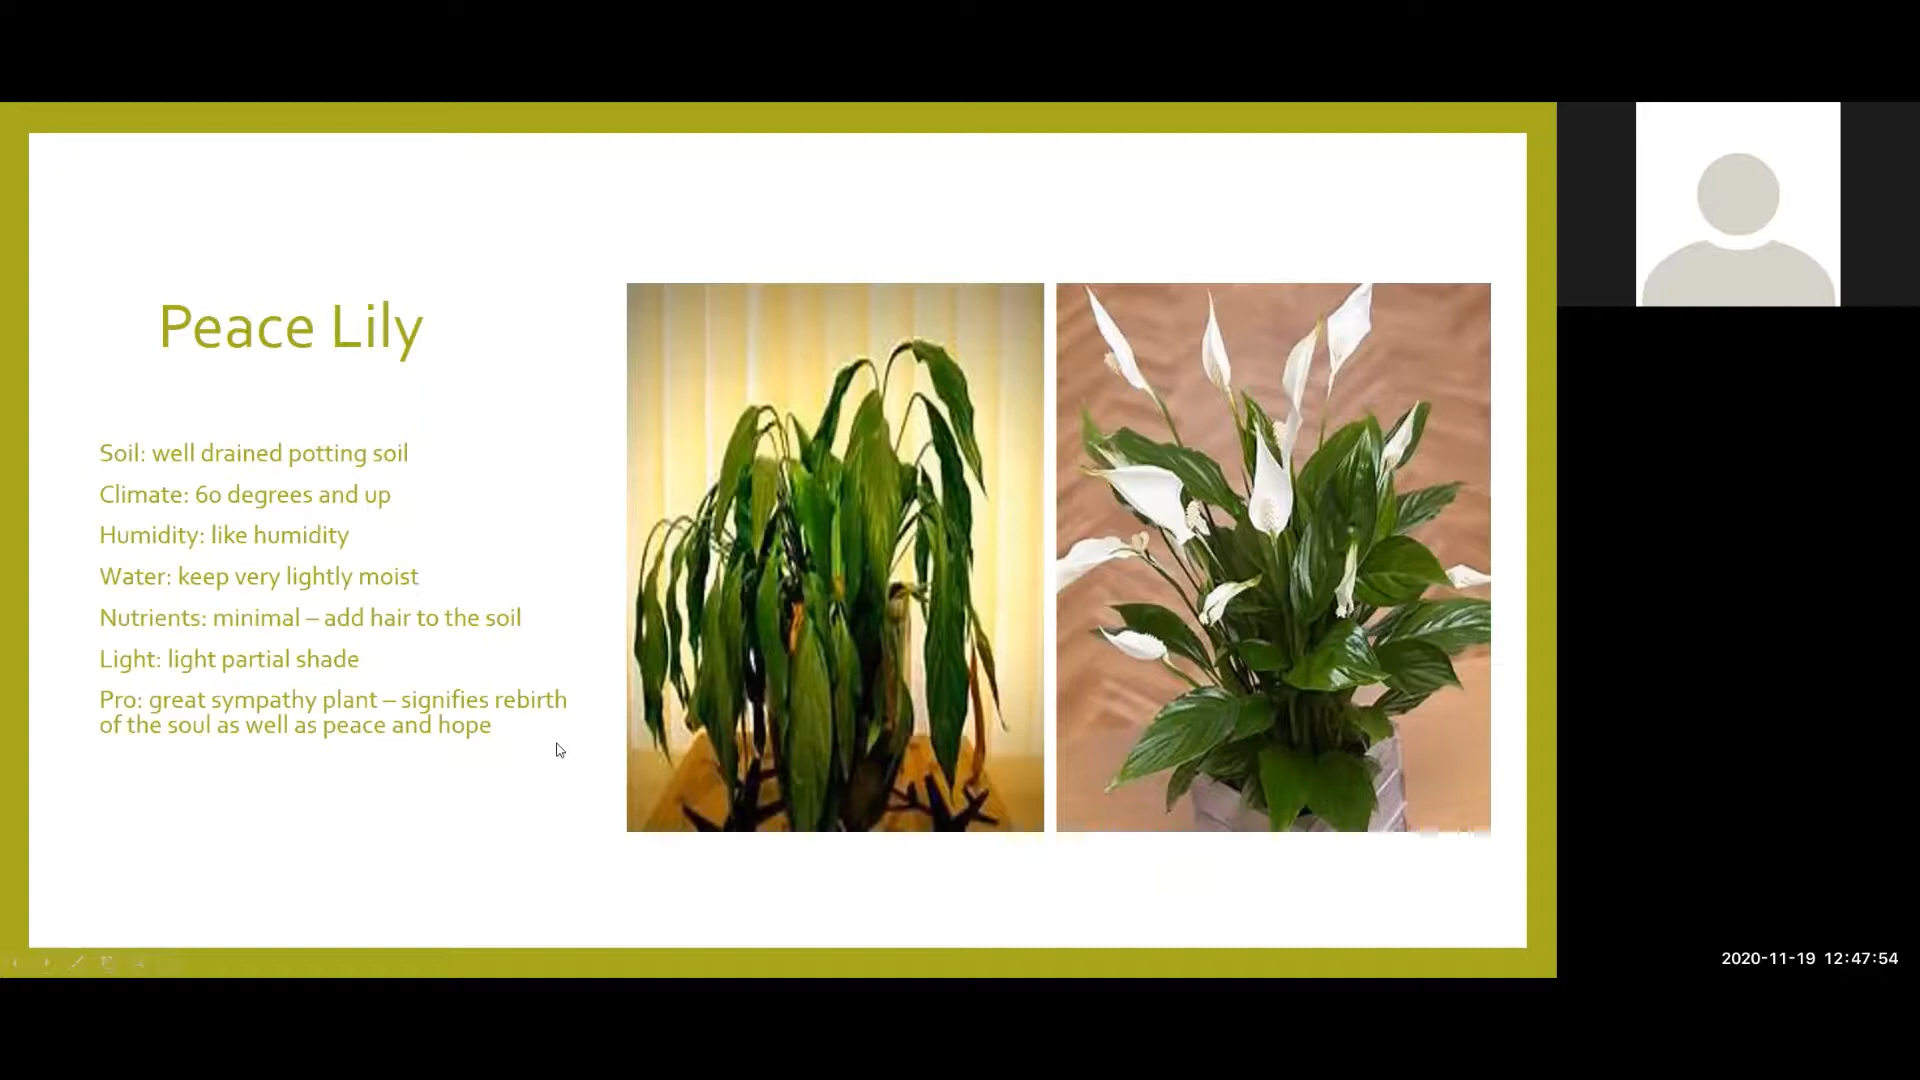 Peace Lily
Soil: well drained potting soil
Climate: 60 degrees and up
Humidity: like humidity
Water: keep very lightly moist
Nutrients: minimal – add hair to the soil
Light: light partial shade
Pro: great sympathy plant – signifies rebirth
of the soul as well as peace and hope
2020-11-19 12:47:54